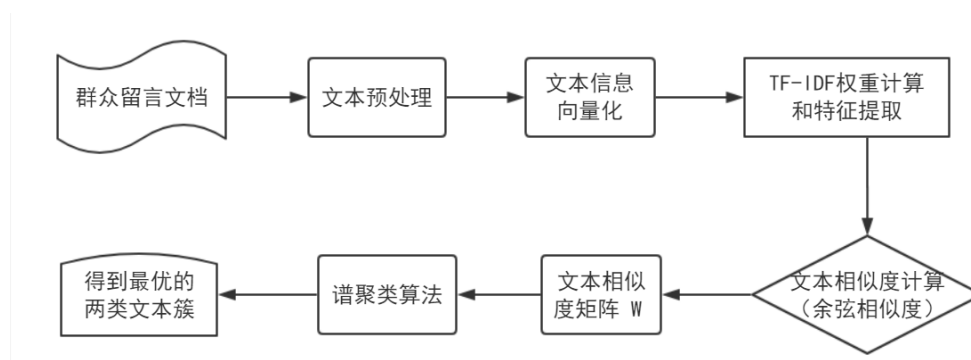 群众留言文档
文本预处理
文本信息
向量化
TF-IDF权重计算
和特征提取
文本相似度计算
（余弦相似度）
文本相似
度矩阵 W
谱聚类算法
得到最优的
两类文本簇